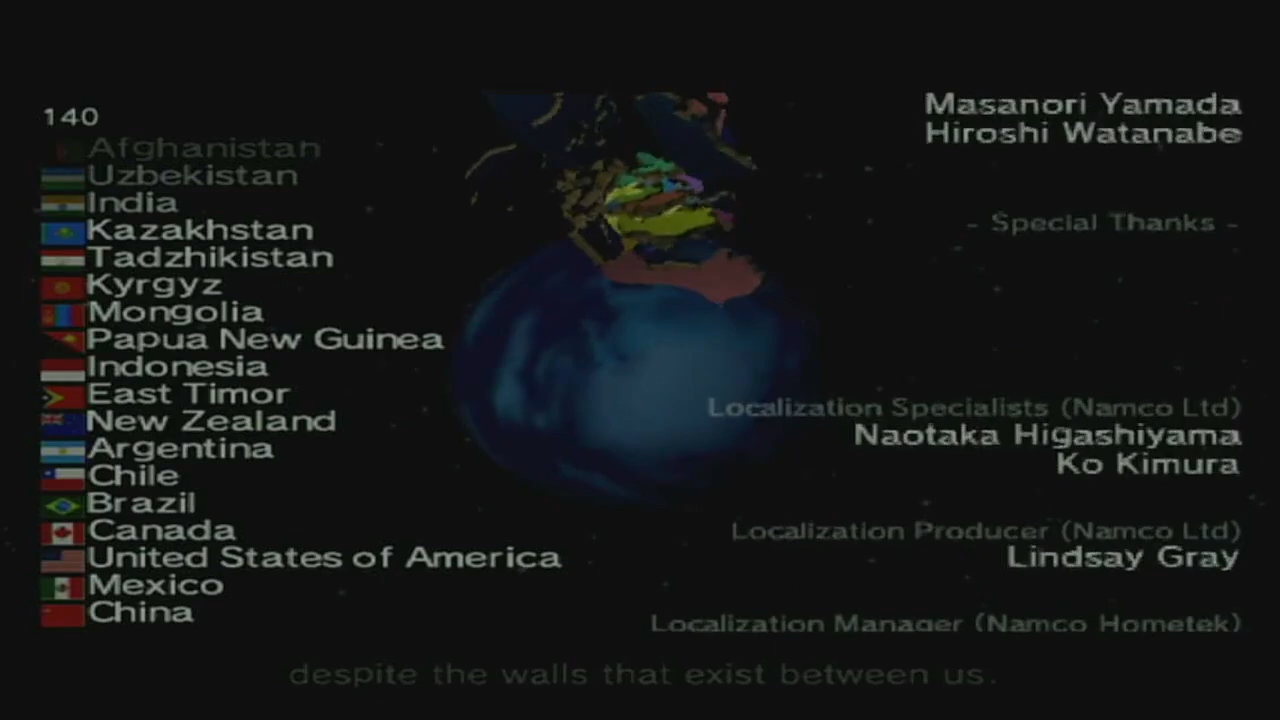 140
Afghanistan
Uzbekistan
India
Kazakhstan
Tadzhikistan
Kyrgyz
Mongolia
Papua New Guinea
Indonesia
East Timor
New Zealand
Argentina
Chile
Brazil
Canada
United States of America
Mexico
China
Masanori Yamada
Hiroshi Watanabe
- Special Thanks -
Localization Specialists (Namco Ltd)
Naotaka Higashiyama
Ko Kimura
Localization Producer (Namco Ltd)
Lindsay Gray
Localization Manager (Namco Hometek)
despite the walls that exist between us.